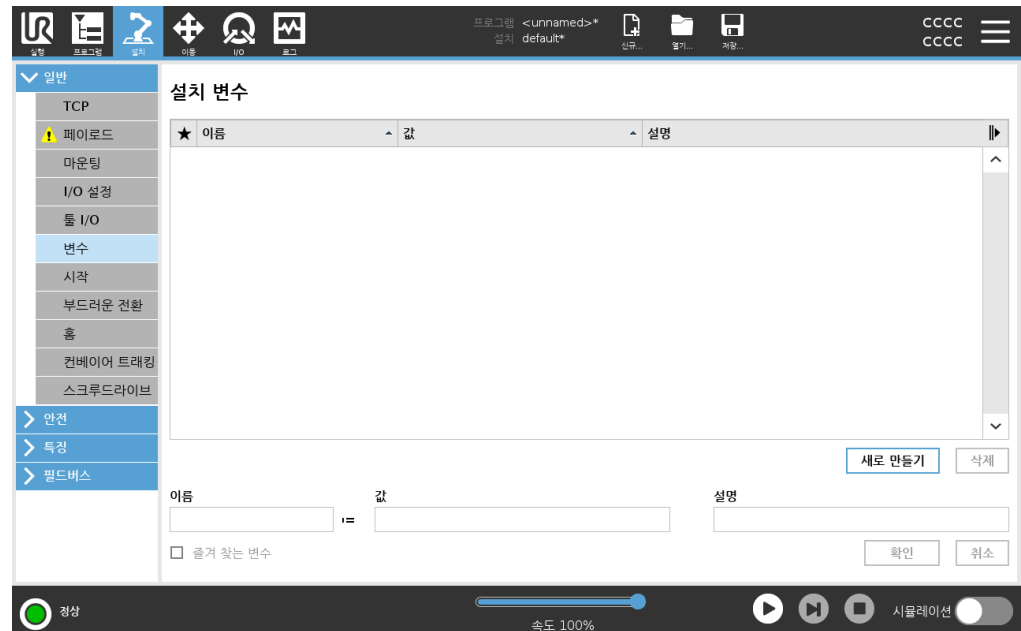 UR
실행 프로그램 설치 이동 I/O 로그
프로그램 <unnamed>*
설치 default*
신규... 열기... 저장...
cccc
cccc
일반
TCP
페이로드
마운팅
I/O 설정
툴 I/O
변수
시작
부드러운 전환
홈
컨베이어 트래킹
스크루드라이브
안전
특징
필드버스
설치 변수
★ 이름 값 설명
새로 만들기 삭제
이름 값 설명
:=
즐겨 찾는 변수 확인 취소
정상 속도 100% 시뮬레이션